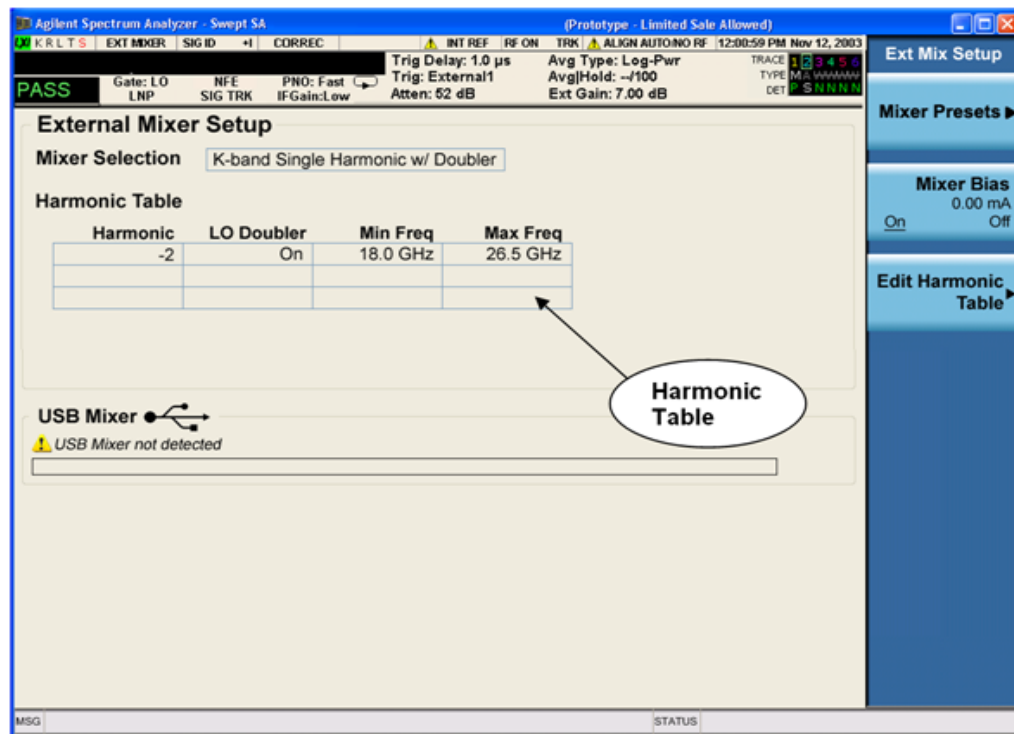 Agilent Spectrum Analyzer - Swept SA (Prototype - Limited Sale Allowed)
K R L T S EXT MIXER SIG ID +I CORREC INT REF RF ON TRK ALIGN AUTO/NO RF 12:00:59 PM Nov 12, 2003
PASS
Gate: LO
LNP
NFE
SIG TRK
PNO: Fast
IFGain:Low
Trig Delay: 1.0 μs
Trig: External1
Atten: 52 dB
Avg Type: Log-Pwr
Avg|Hold: --/100
Ext Gain: 7.00 dB
TRACE 1 2 3 4 5 6
TYPE M A WWWW
DET P S N N N N
External Mixer Setup
Mixer Selection K-band Single Harmonic w/ Doubler
Harmonic Table
Harmonic LO Doubler Min Freq Max Freq
-2 On 18.0 GHz 26.5 GHz
Harmonic
Table
USB Mixer
USB Mixer not detected
Ext Mix Setup
Mixer Presets
Mixer Bias
0.00 mA
On Off
Edit Harmonic
Table
MSG STATUS